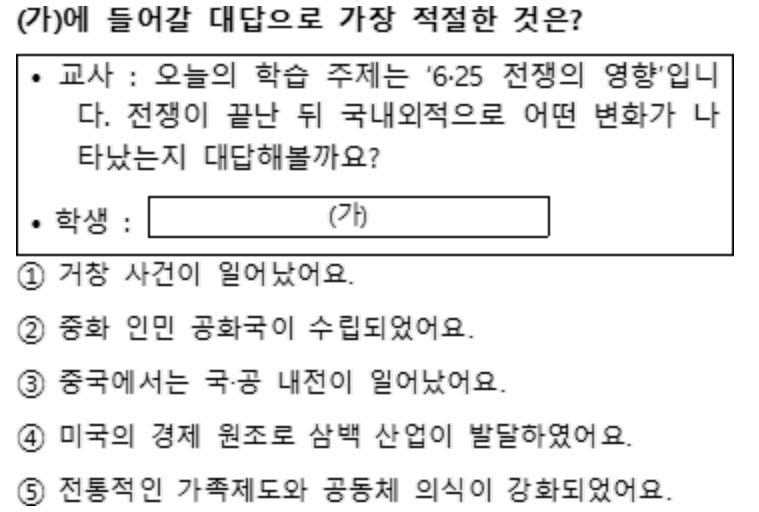 (가)에 들어갈 대답으로 가장 적절한 것은?
• 교사 : 오늘의 학습 주제는 ‘6·25 전쟁의 영향’입니
다. 전쟁이 끝난 뒤 국내외적으로 어떤 변화가 나
타났는지 대답해볼까요?
• 학생 : (가)
① 거창 사건이 일어났어요.
② 중화 인민 공화국이 수립되었어요.
③ 중국에서는 국·공 내전이 일어났어요.
④ 미국의 경제 원조로 삼백 산업이 발달하였어요.
⑤ 전통적인 가족제도와 공동체 의식이 강화되었어요.